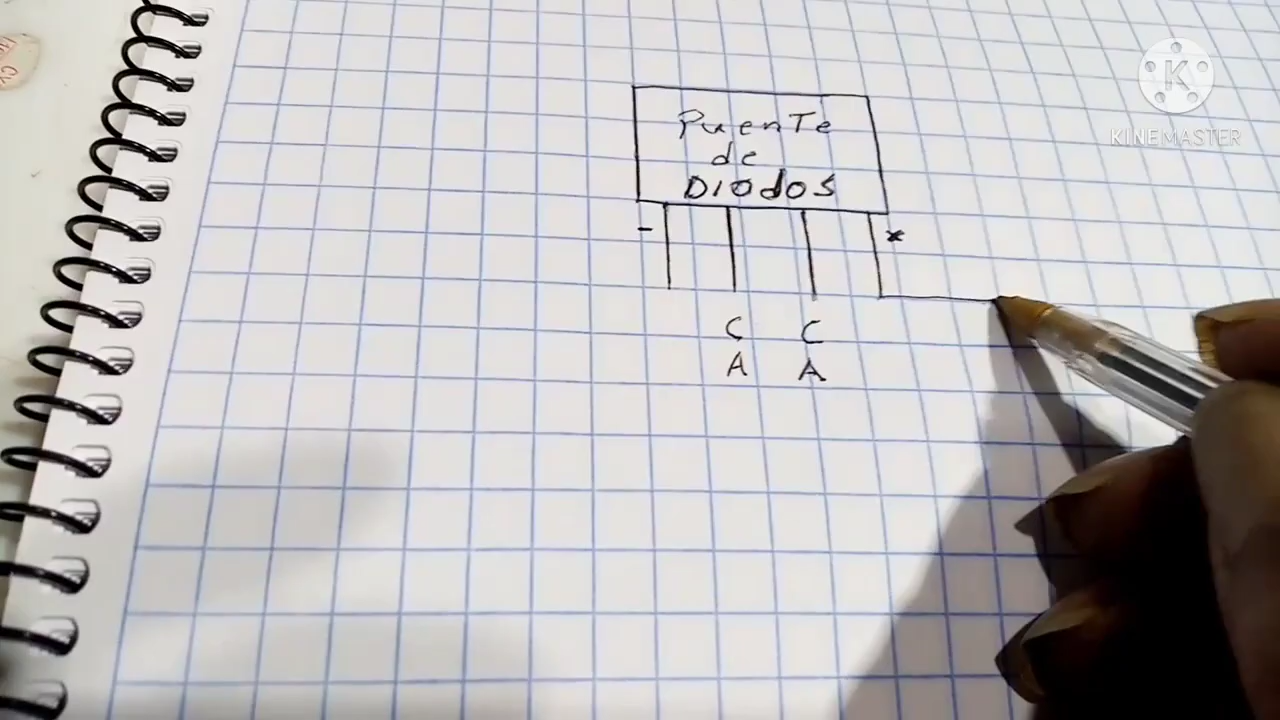 Puente
de
DIodoS
- +
C C
A A
K
KINEMASTER